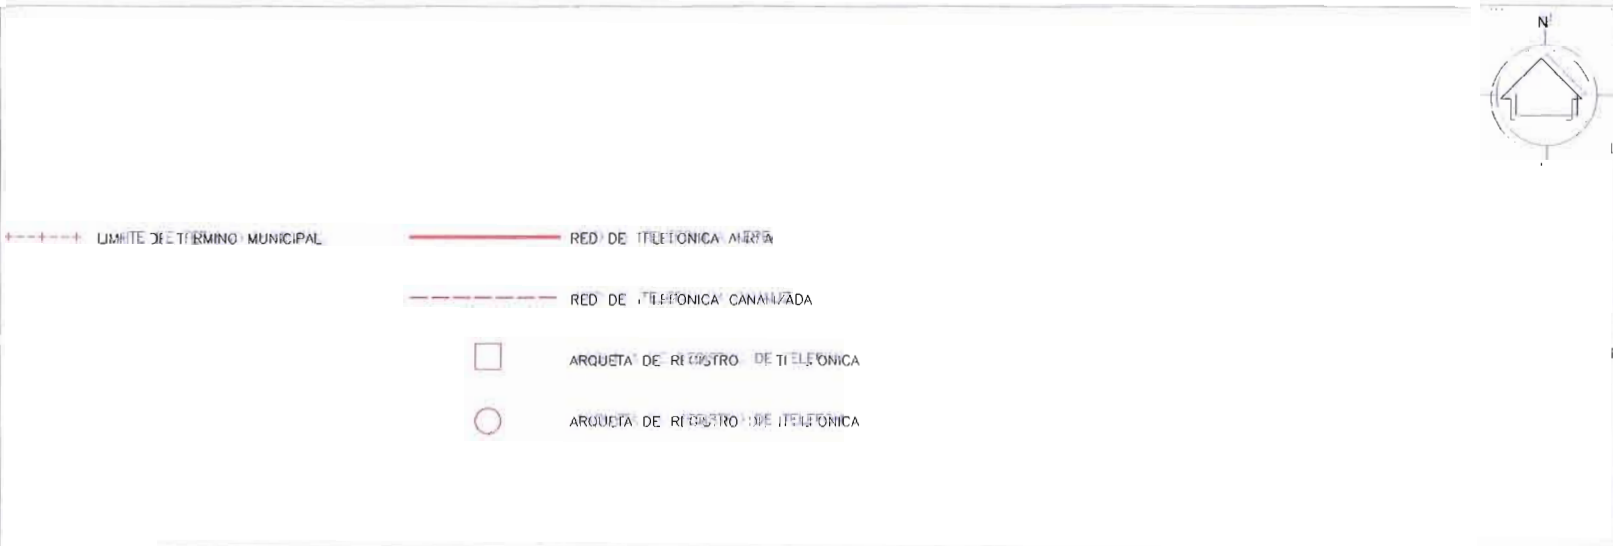 N
LIMITE DE TERMINO MUNICIPAL
RED DE TELEFONICA AEREA
RED DE TELEFONICA CANALIZADA
ARQUETA DE REGISTRO DE TELEFONICA
ARQUETA DE REGISTRO DE TELEFONICA